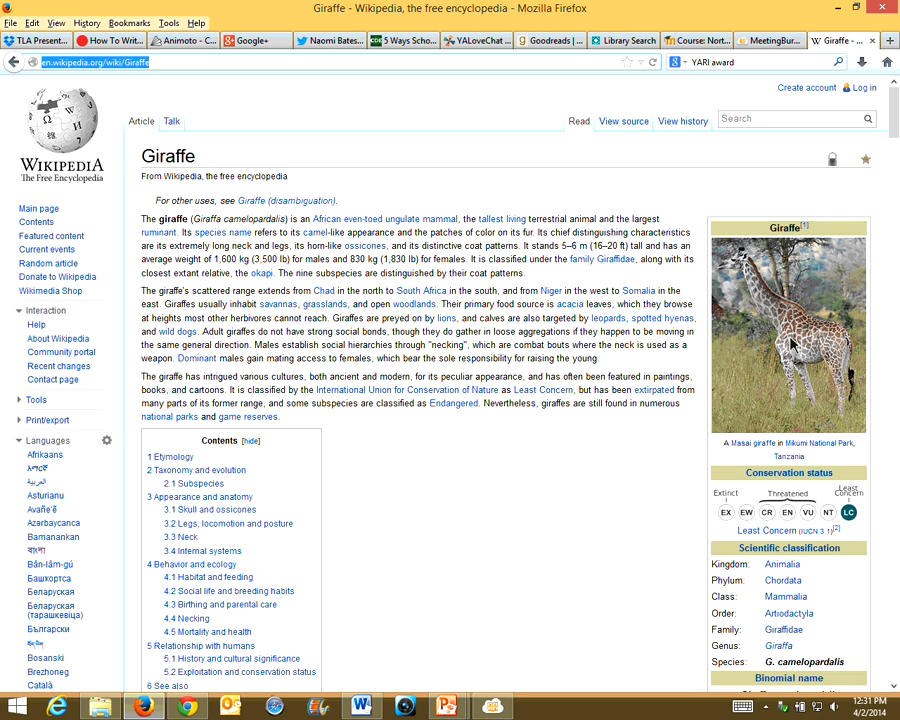 Giraffe - Wikipedia, the free encyclopedia - Mozilla Firefox
File Edit View History Bookmarks Tools Help
TLA Present... How To Writ... Animoto - C... Google+ Naomi Bates... 5 Ways Scho... YALoveChat ... Goodreads | ... Library Search Course: Nort... MeetingBur... Giraffe - ...
en.wikipedia.org/wiki/Giraffe YARI award
Create account Log in
Article Talk Read View source View history Search
WIKIPEDIA
The Free Encyclopedia
Main page
Contents
Featured content
Current events
Random article
Donate to Wikipedia
Wikimedia Shop
Interaction
Help
About Wikipedia
Community portal
Recent changes
Contact page
Tools
Print/export
Languages
Afrikaans
አማርኛ
العربية
Asturianu
Авар
Azərbaycanca
Bamanankan
বাংলা
Bân-lâm-gú
Башҡортса
Беларуская
Беларуская
(тарашкевіца)
Български
Bosanski
Brezhoneg
Català
Giraffe
From Wikipedia, the free encyclopedia
For other uses, see Giraffe (disambiguation).
The giraffe (Giraffa camelopardalis) is an African even-toed ungulate mammal, the tallest living terrestrial animal and the largest
ruminant. Its species name refers to its camel-like appearance and the patches of color on its fur. Its chief distinguishing characteristics
are its extremely long neck and legs, its horn-like ossicones, and its distinctive coat patterns. It stands 5–6 m (16–20 ft) tall and has an
average weight of 1,600 kg (3,500 lb) for males and 830 kg (1,830 lb) for females. It is classified under the family Giraffidae, along with its
closest extant relative, the okapi. The nine subspecies are distinguished by their coat patterns.
The giraffe's scattered range extends from Chad in the north to South Africa in the south, and from Niger in the west to Somalia in the
east. Giraffes usually inhabit savannas, grasslands, and open woodlands. Their primary food source is acacia leaves, which they browse
at heights most other herbivores cannot reach. Giraffes are preyed on by lions, and calves are also targeted by leopards, spotted hyenas,
and wild dogs. Adult giraffes do not have strong social bonds, though they do gather in loose aggregations if they happen to be moving in
the same general direction. Males establish social hierarchies through "necking", which are combat bouts where the neck is used as a
weapon. Dominant males gain mating access to females, which bear the sole responsibility for raising the young.
The giraffe has intrigued various cultures, both ancient and modern, for its peculiar appearance, and has often been featured in paintings,
books, and cartoons. It is classified by the International Union for Conservation of Nature as Least Concern, but has been extirpated from
many parts of its former range, and some subspecies are classified as Endangered. Nevertheless, giraffes are still found in numerous
national parks and game reserves.
Contents [hide]
1 Etymology
2 Taxonomy and evolution
2.1 Subspecies
3 Appearance and anatomy
3.1 Skull and ossicones
3.2 Legs, locomotion and posture
3.3 Neck
3.4 Internal systems
4 Behavior and ecology
4.1 Habitat and feeding
4.2 Social life and breeding habits
4.3 Birthing and parental care
4.4 Necking
4.5 Mortality and health
5 Relationship with humans
5.1 History and cultural significance
5.2 Exploitation and conservation status
6 See also
Giraffe[1]
A Masai giraffe in Mikumi National Park,
Tanzania
Conservation status
Extinct Threatened Least Concern
EX EW CR EN VU NT LC
Least Concern (IUCN 3.1)[2]
Scientific classification
Kingdom: Animalia
Phylum: Chordata
Class: Mammalia
Order: Artiodactyla
Family: Giraffidae
Genus: Giraffa
Species: G. camelopardalis
Binomial name
12:31 PM
4/2/2014